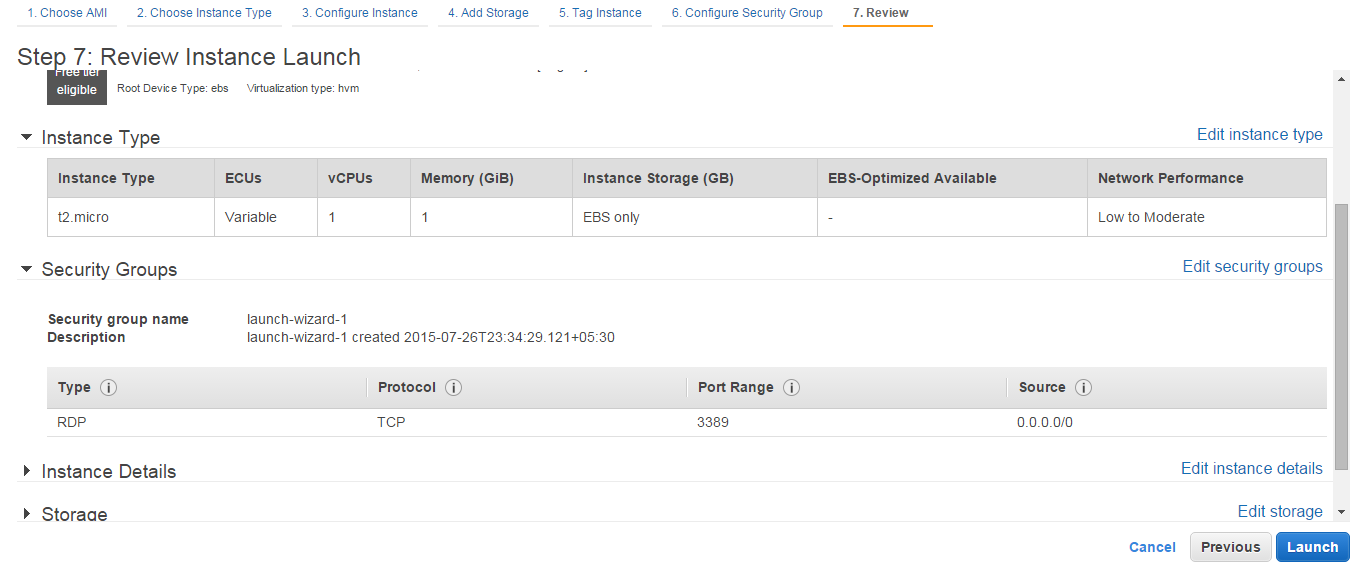 1. Choose AMI 2. Choose Instance Type 3. Configure Instance 4. Add Storage 5. Tag Instance 6. Configure Security Group 7. Review
Step 7: Review Instance Launch
Free tier
eligible
Root Device Type: ebs Virtualization type: hvm
Instance Type Edit instance type
Instance Type ECUs vCPUs Memory (GiB) Instance Storage (GB) EBS-Optimized Available Network Performance
t2.micro Variable 1 1 EBS only - Low to Moderate
Security Groups Edit security groups
Security group name launch-wizard-1
Description launch-wizard-1 created 2015-07-26T23:34:29.121+05:30
Type i Protocol i Port Range i Source i
RDP TCP 3389 0.0.0.0/0
Instance Details Edit instance details
Storage Edit storage
Cancel Previous Launch